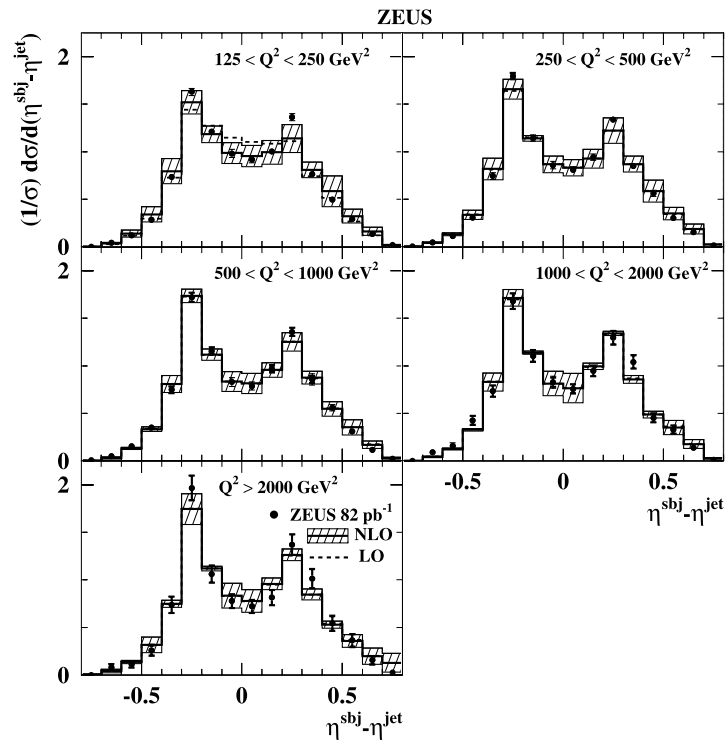 ZEUS
(1/σ) dσ/d(η^sbj-η^jet)
125 < Q² < 250 GeV²
250 < Q² < 500 GeV²
2
1
0
500 < Q² < 1000 GeV²
1000 < Q² < 2000 GeV²
2
1
0
-0.5 0 0.5
η^sbj-η^jet
Q² > 2000 GeV²
ZEUS 82 pb⁻¹
NLO
LO
2
1
0
-0.5 0 0.5
η^sbj-η^jet